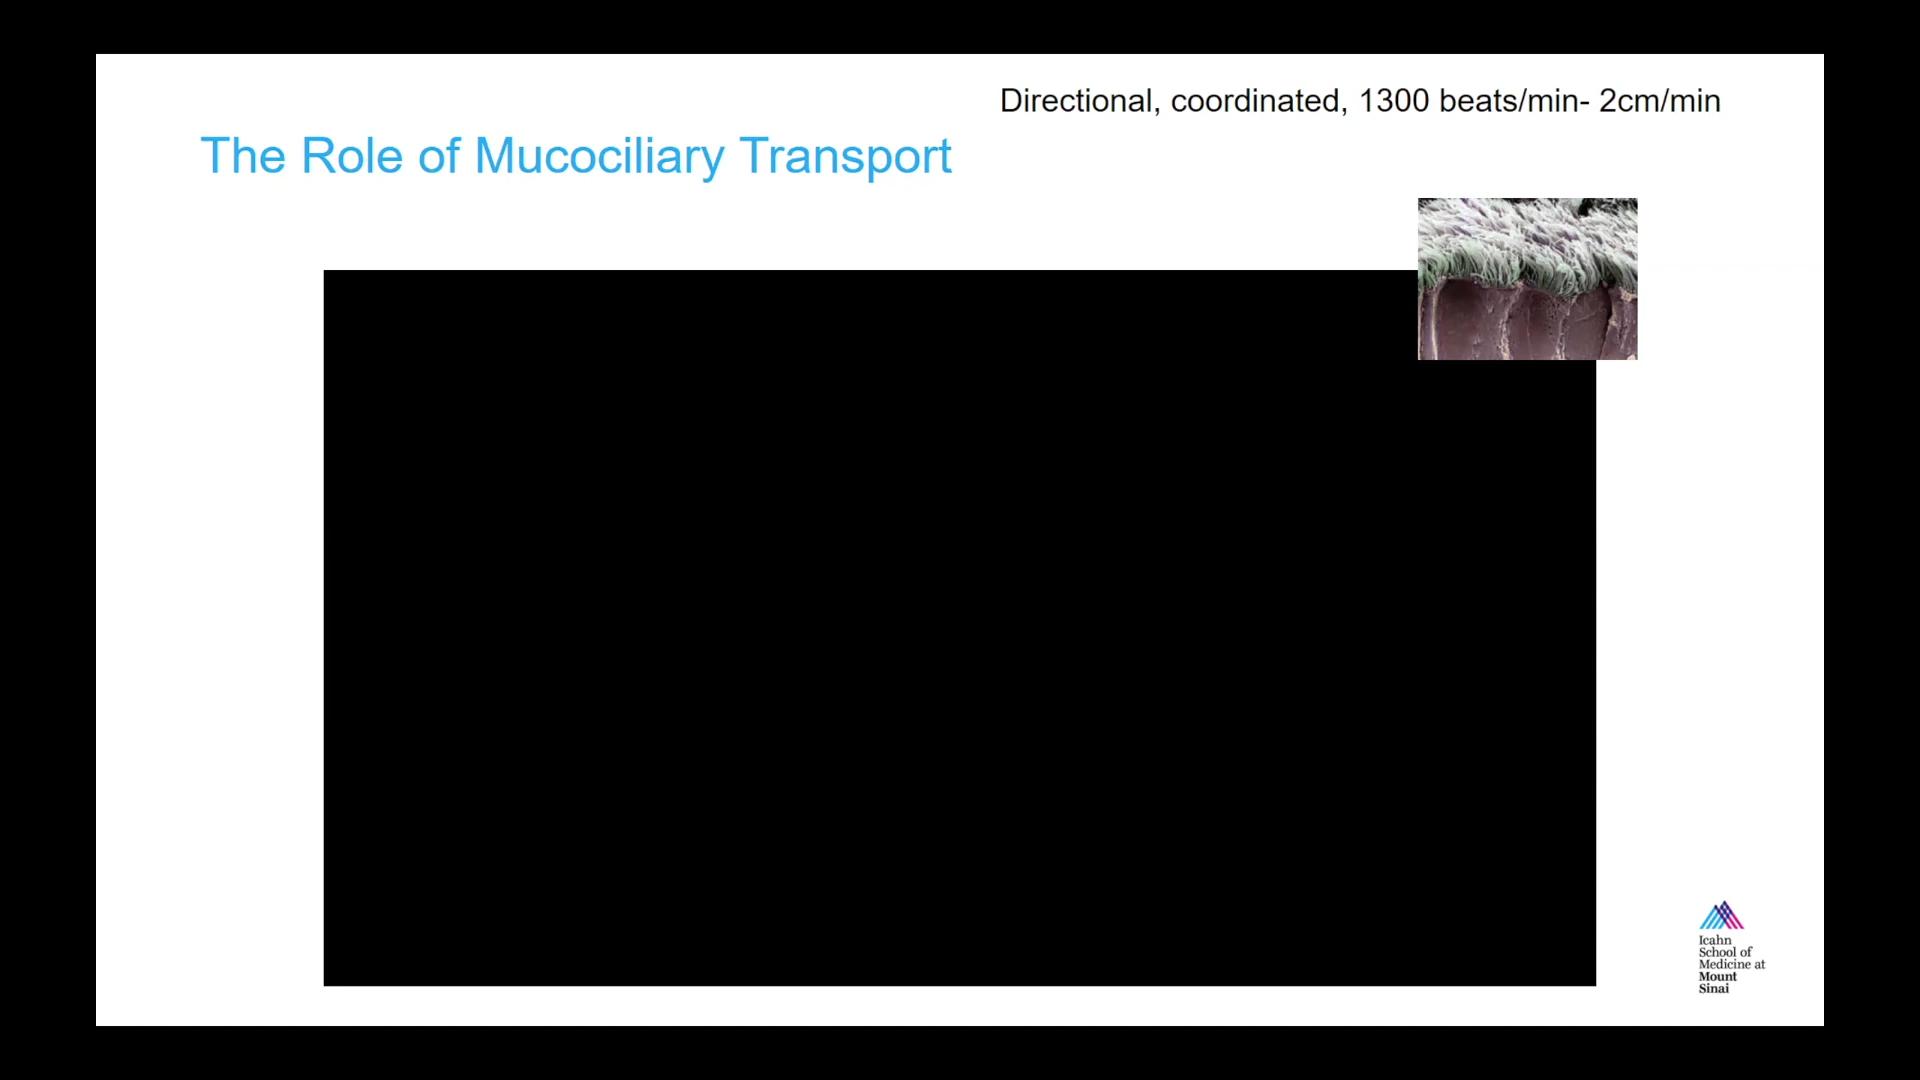 Directional, coordinated, 1300 beats/min- 2cm/min
The Role of Mucociliary Transport
Icahn
School of
Medicine at
Mount
Sinai